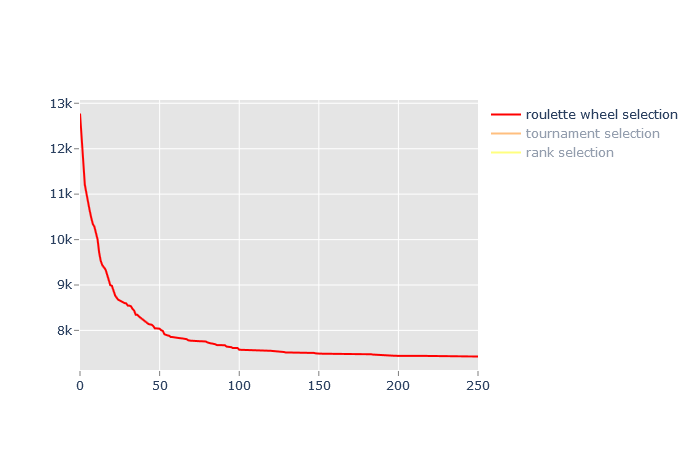 13k
12k
11k
10k
9k
8k
0 50 100 150 200 250
roulette wheel selection
tournament selection
rank selection